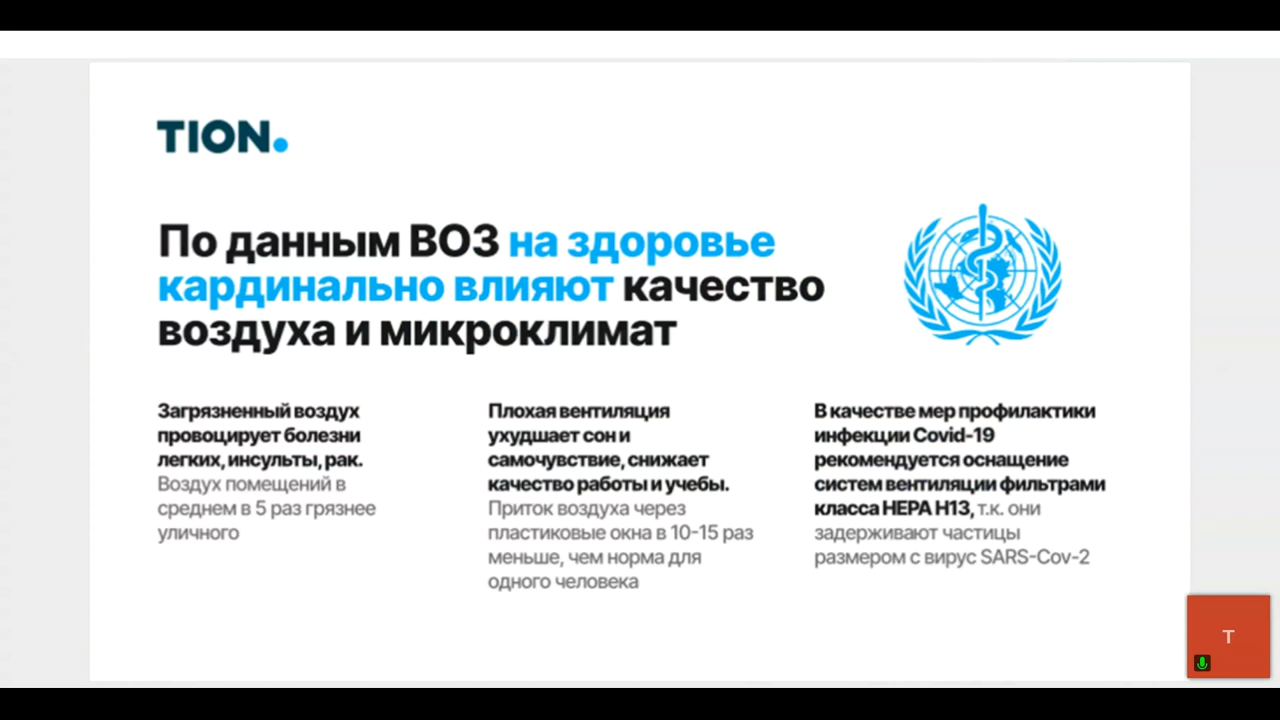 TION.
По данным ВОЗ на здоровье
кардинально влияют качество
воздуха и микроклимат
Загрязненный воздух
провоцирует болезни
легких, инсульты, рак.
Воздух помещений в
среднем в 5 раз грязнее
уличного
Плохая вентиляция
ухудшает сон и
самочувствие, снижает
качество работы и учебы.
Приток воздуха через
пластиковые окна в 10-15 раз
меньше, чем норма для
одного человека
В качестве мер профилактики
инфекции Covid-19
рекомендуется оснащение
систем вентиляции фильтрами
класса HEPA H13, т.к. они
задерживают частицы
размером с вирус SARS-Cov-2
T